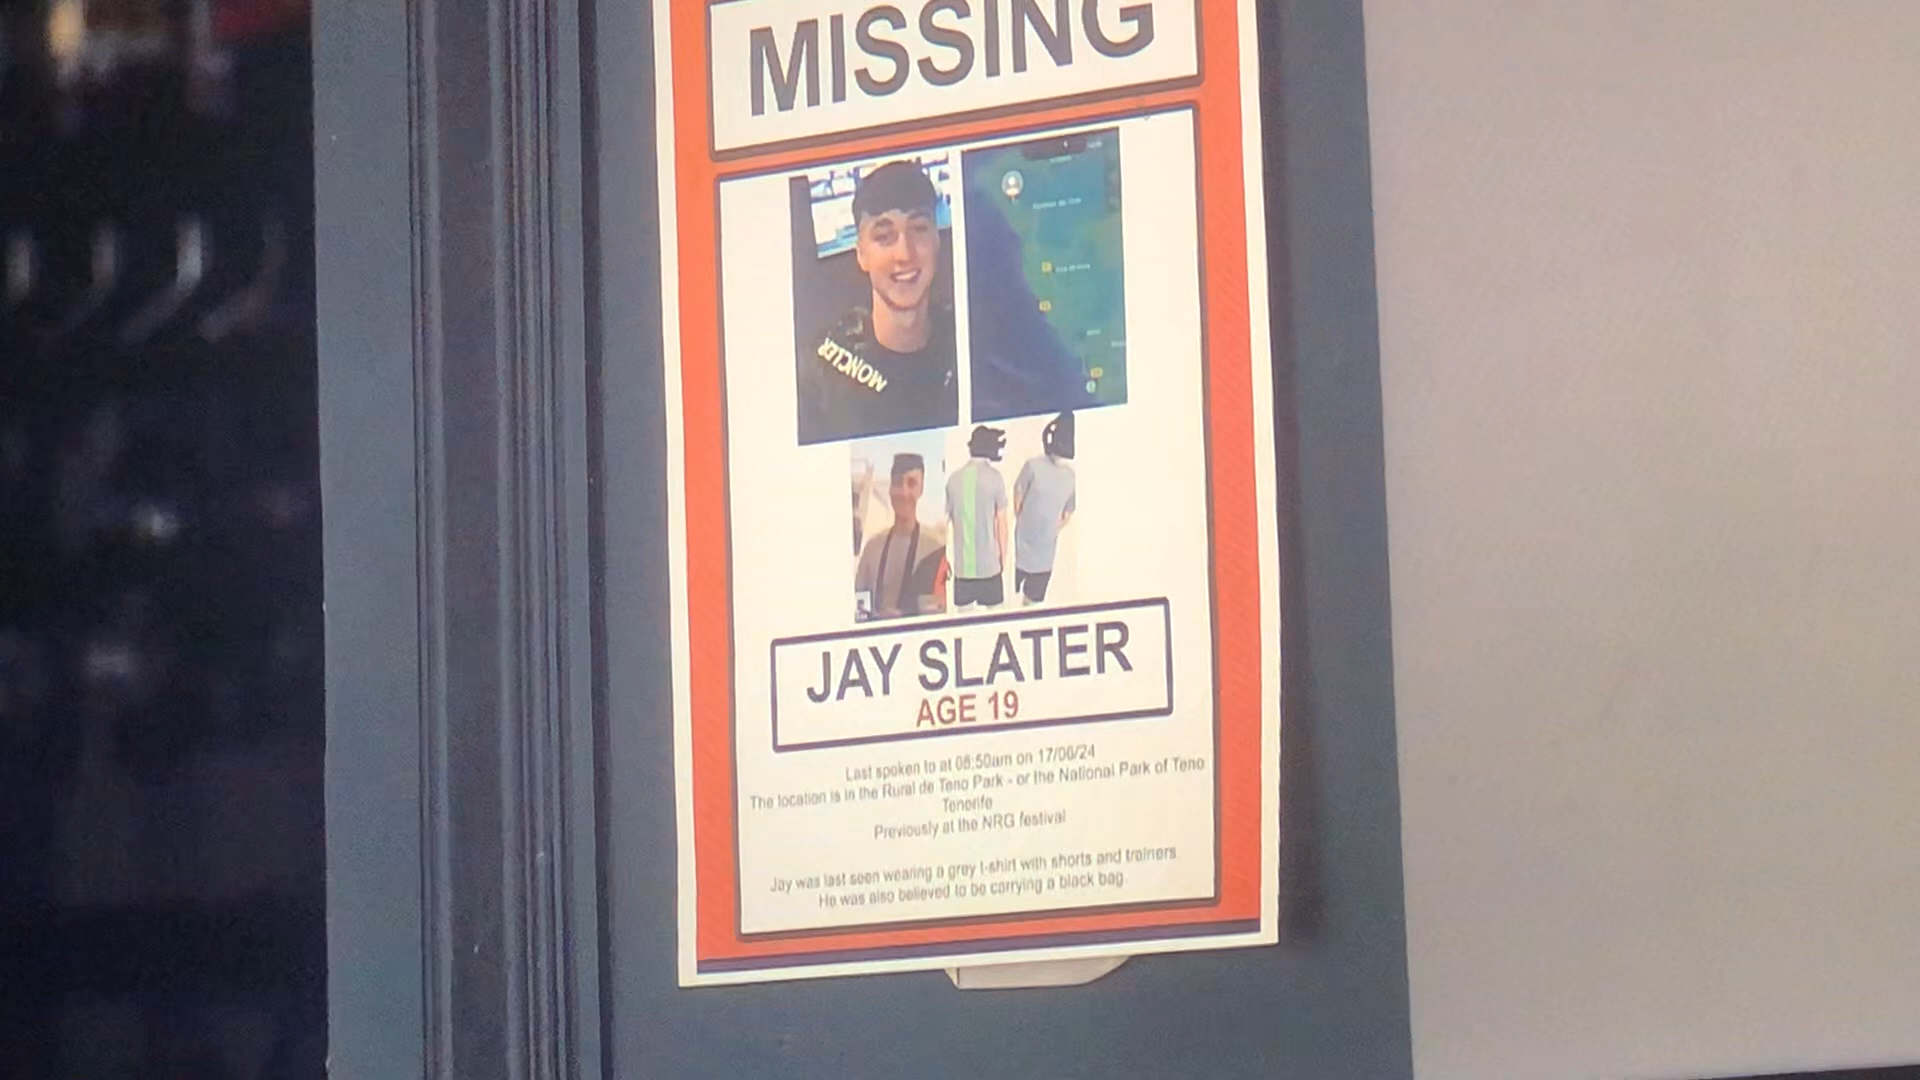 MISSING
MONCLER
JAY SLATER
AGE 19
Last spoken to at 08:50am on 17/06/24
The location is in the Rural de Teno Park - or the National Park of Teno
Tenerife
Previously at the NRG festival
Jay was last seen wearing a grey t-shirt with shorts and trainers
He was also believed to be carrying a black bag.